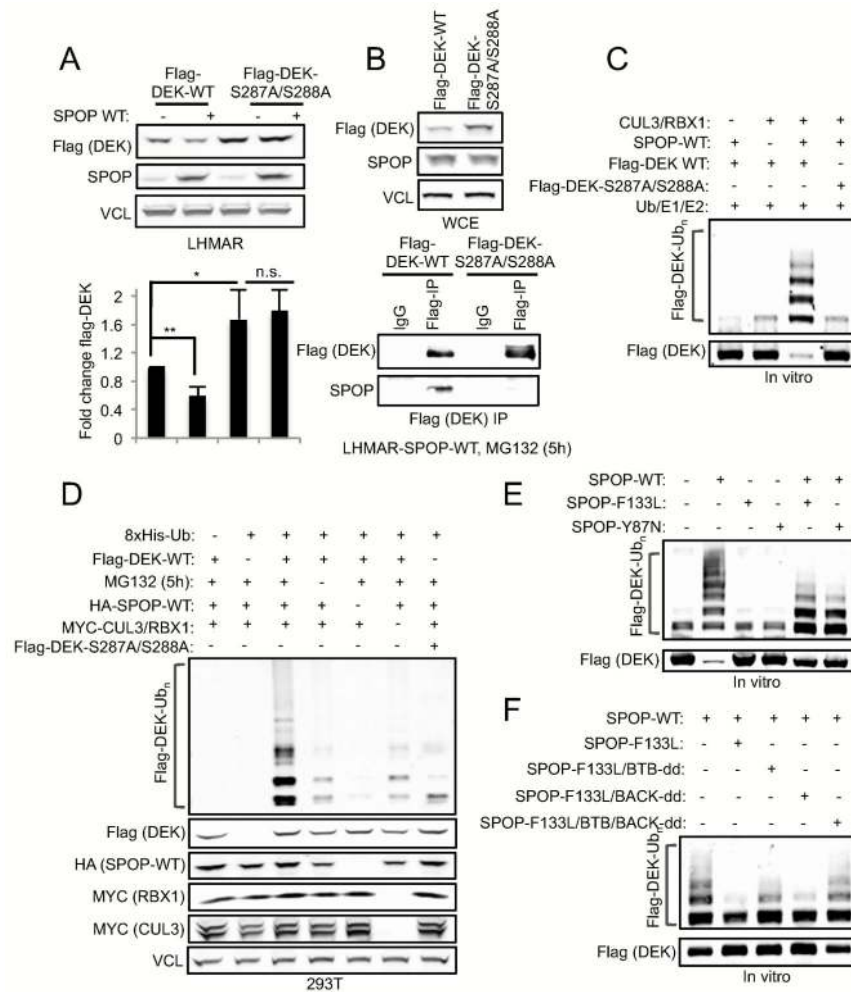 A
Flag-
DEK-WT
Flag-DEK-
S287A/S288A
SPOP WT: - + - +
Flag (DEK)
SPOP
VCL
LHMAR
Fold change flag-DEK
2
1.6
1.2
0.8
0.4
0
*
**
n.s.
B
Flag-DEK-WT
Flag-DEK-
S287A/S288A
Flag (DEK)
SPOP
VCL
WCE
Flag-
DEK-WT
Flag-DEK-
S287A/S288A
IgG
Flag-IP
IgG
Flag-IP
Flag (DEK)
SPOP
Flag (DEK) IP
LHMAR-SPOP-WT, MG132 (5h)
C
CUL3/RBX1: - + + +
SPOP-WT: + - + +
Flag-DEK WT: + + + -
Flag-DEK-S287A/S288A: - - - +
Ub/E1/E2: + + + +
Flag-DEK-Ubn
Flag (DEK)
In vitro
D
8xHis-Ub: - + + + + + +
Flag-DEK-WT: + - + + + + -
MG132 (5h): + + + - + + +
HA-SPOP-WT: + + + + - + +
MYC-CUL3/RBX1: + + + + + - +
Flag-DEK-S287A/S288A: - - - - - - +
Flag-DEK-Ubn
Flag (DEK)
HA (SPOP-WT)
MYC (RBX1)
MYC (CUL3)
VCL
293T
E
SPOP-WT: - + - - + +
SPOP-F133L: - - + - + -
SPOP-Y87N: - - - + - +
Flag-DEK-Ubn
Flag (DEK)
In vitro
F
SPOP-WT: + + + + +
SPOP-F133L: - + - - -
SPOP-F133L/BTB-dd: - - + - -
SPOP-F133L/BACK-dd: - - - + -
SPOP-F133L/BTB/BACK-dd: - - - - +
Flag-DEK-Ubn
Flag (DEK)
In vitro